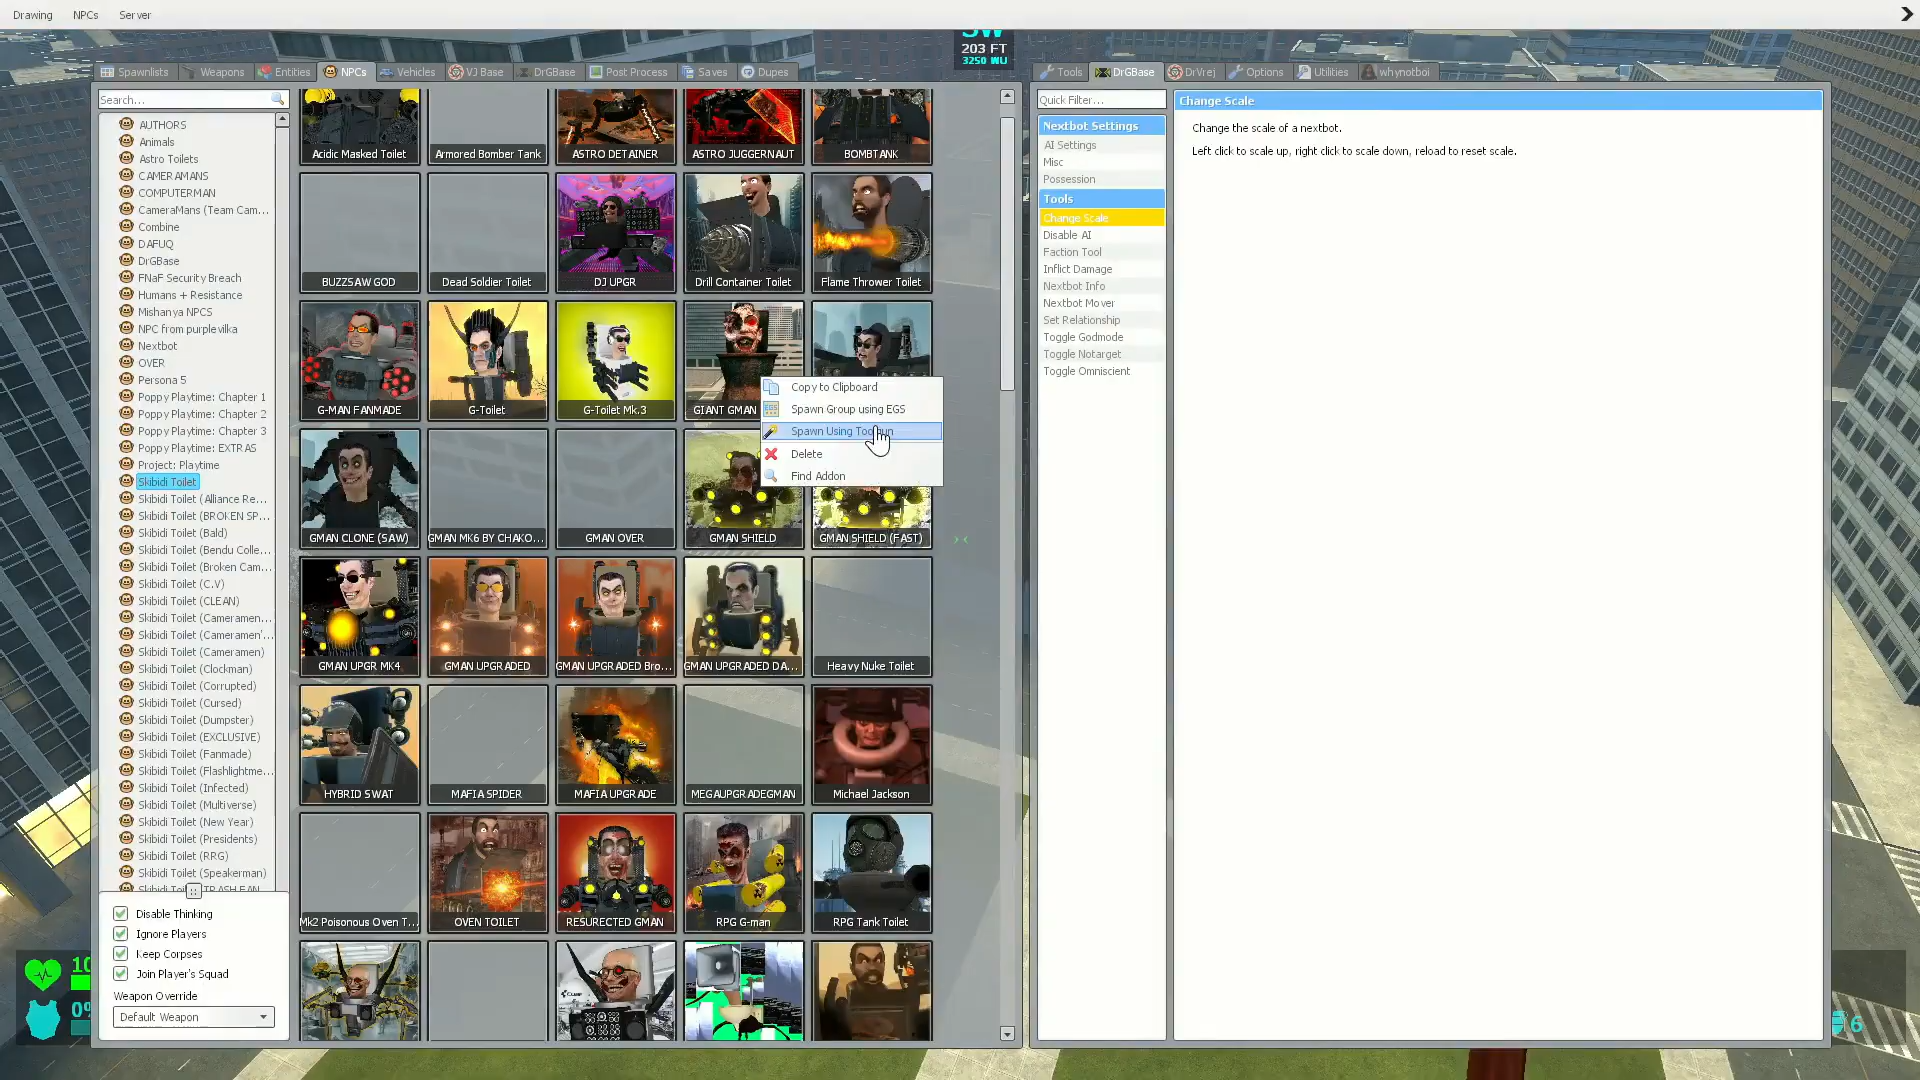 Drawing NPCs Server
SW
203 FT
3250 WU
Spawnlists Weapons Entities NPCs Vehicles VJ Base DrGBase Post Process Saves Dupes
Search...
AUTHORS
Animals
Astro Toilets
CAMERAMANS
COMPUTERMAN
CameraMans (Team Cam...
Combine
DAFUQ
DrGBase
FNaF Security Breach
Humans + Resistance
Mishanya NPCS
NPC from purplevilka
Nextbot
OVER
Persona 5
Poppy Playtime: Chapter 1
Poppy Playtime: Chapter 2
Poppy Playtime: Chapter 3
Poppy Playtime: EXTRAS
Project: Playtime
Skibidi Toilet
Skibidi Toilet (Alliance Re...
Skibidi Toilet (BROKEN SP...
Skibidi Toilet (Bald)
Skibidi Toilet (Bendu Colle...
Skibidi Toilet (Broken Cam...
Skibidi Toilet (C.V)
Skibidi Toilet (CLEAN)
Skibidi Toilet (Cameramen...
Skibidi Toilet (Cameramen'...
Skibidi Toilet (Cameramen)
Skibidi Toilet (Clockman)
Skibidi Toilet (Corrupted)
Skibidi Toilet (Cursed)
Skibidi Toilet (Dumpster)
Skibidi Toilet (EXCLUSIVE)
Skibidi Toilet (Fanmade)
Skibidi Toilet (Flashlightme...
Skibidi Toilet (Infected)
Skibidi Toilet (Multiverse)
Skibidi Toilet (New Year)
Skibidi Toilet (Presidents)
Skibidi Toilet (RRG)
Skibidi Toilet (Speakerman)
Disable Thinking
Ignore Players
Keep Corpses
Join Player's Squad
Weapon Override
Default Weapon
10
0%
Acidic Masked Toilet Armored Bomber Tank ASTRO DETAINER ASTRO JUGGERNAUT BOMBTANK
BUZZSAW GOD Dead Soldier Toilet DJ UPGR Drill Container Toilet Flame Thrower Toilet
G-MAN FANMADE G-Toilet G-Toilet Mk.3 GIANT GMAN
Copy to Clipboard
Spawn Group using EGS
Spawn Using Toolgun
Delete
Find Addon
GMAN CLONE (SAW) GMAN MK6 BY CHAKO... GMAN OVER GMAN SHIELD GMAN SHIELD (FAST)
GMAN UPGR MK4 GMAN UPGRADED GMAN UPGRADED Bro... GMAN UPGRADED DA... Heavy Nuke Toilet
HYBRID SWAT MAFIA SPIDER MAFIA UPGRADE MEGAUPGRADEGMAN Michael Jackson
Mk2 Poisonous Oven T... OVEN TOILET RESURECTED GMAN RPG G-man RPG Tank Toilet
Tools DrGBase DrVrej Options Utilities whynotboi
Quick Filter...
Nextbot Settings
AI Settings
Misc
Possession
Tools
Change Scale
Disable AI
Faction Tool
Inflict Damage
Nextbot Info
Nextbot Mover
Set Relationship
Toggle Godmode
Toggle Notarget
Toggle Omniscient
Change Scale
Change the scale of a nextbot.
Left click to scale up, right click to scale down, reload to reset scale.
6